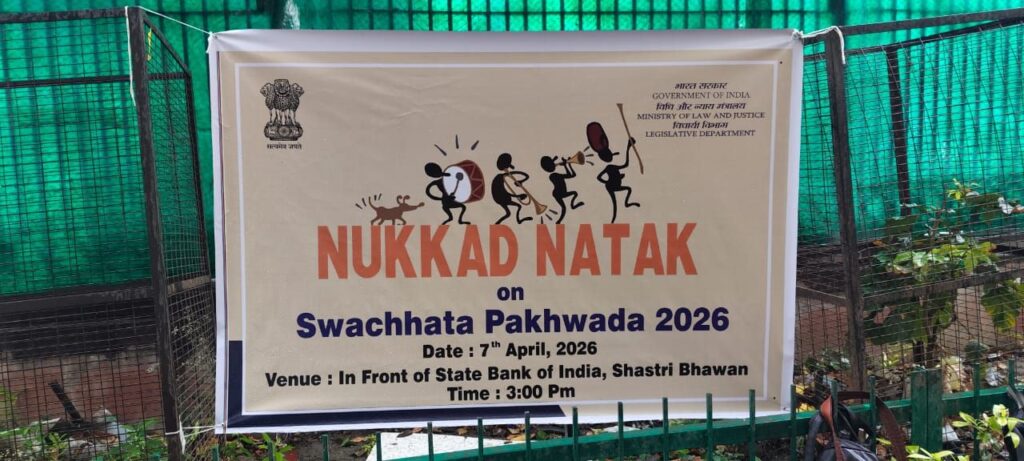 सत्यमेव जयते
भारत सरकार
GOVERNMENT OF INDIA
विधि और न्याय मंत्रालय
MINISTRY OF LAW AND JUSTICE
विधायी विभाग
LEGISLATIVE DEPARTMENT
NUKKAD NATAK
on
Swachhata Pakhwada 2026
Date : 7th April, 2026
Venue : In Front of State Bank of India, Shastri Bhawan
Time : 3:00 Pm